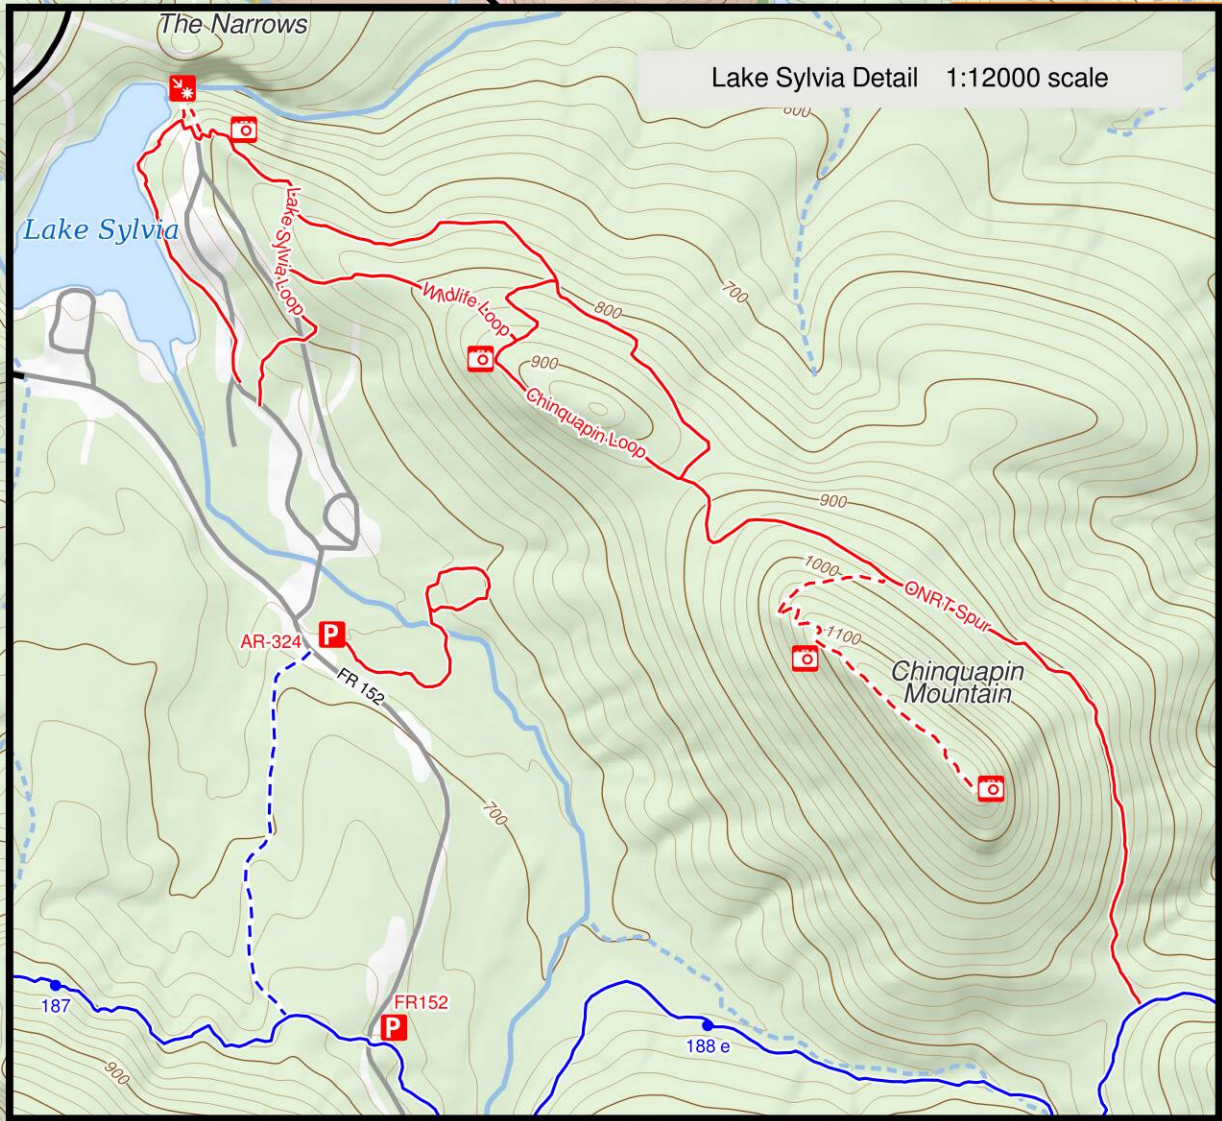 The Narrows
Lake Sylvia Detail 1:12000 scale
800
Lake Sylvia
Lake Sylvia Loop
Wildlife Loop
700
800
900
Chinquapin Loop
900
1000
ONRT Spur
1100
Chinquapin
Mountain
AR-324
P
FR 152
700
187
FR152
P
188 e
900